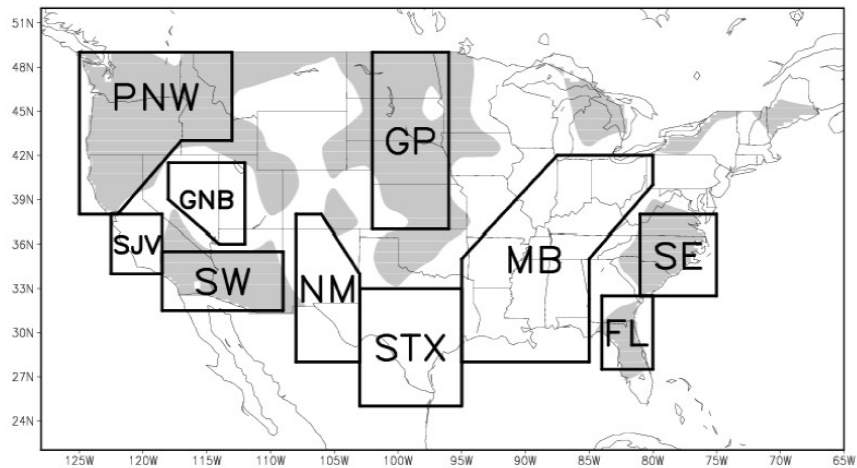 51N
48N
PNW
45N
GP
42N
GNB
39N
SJV
36N
SW
NM
MB
SE
33N
STX
FL
30N
27N
24N
125W 120W 115W 110W 105W 100W 95W 90W 85W 80W 75W 70W 65W